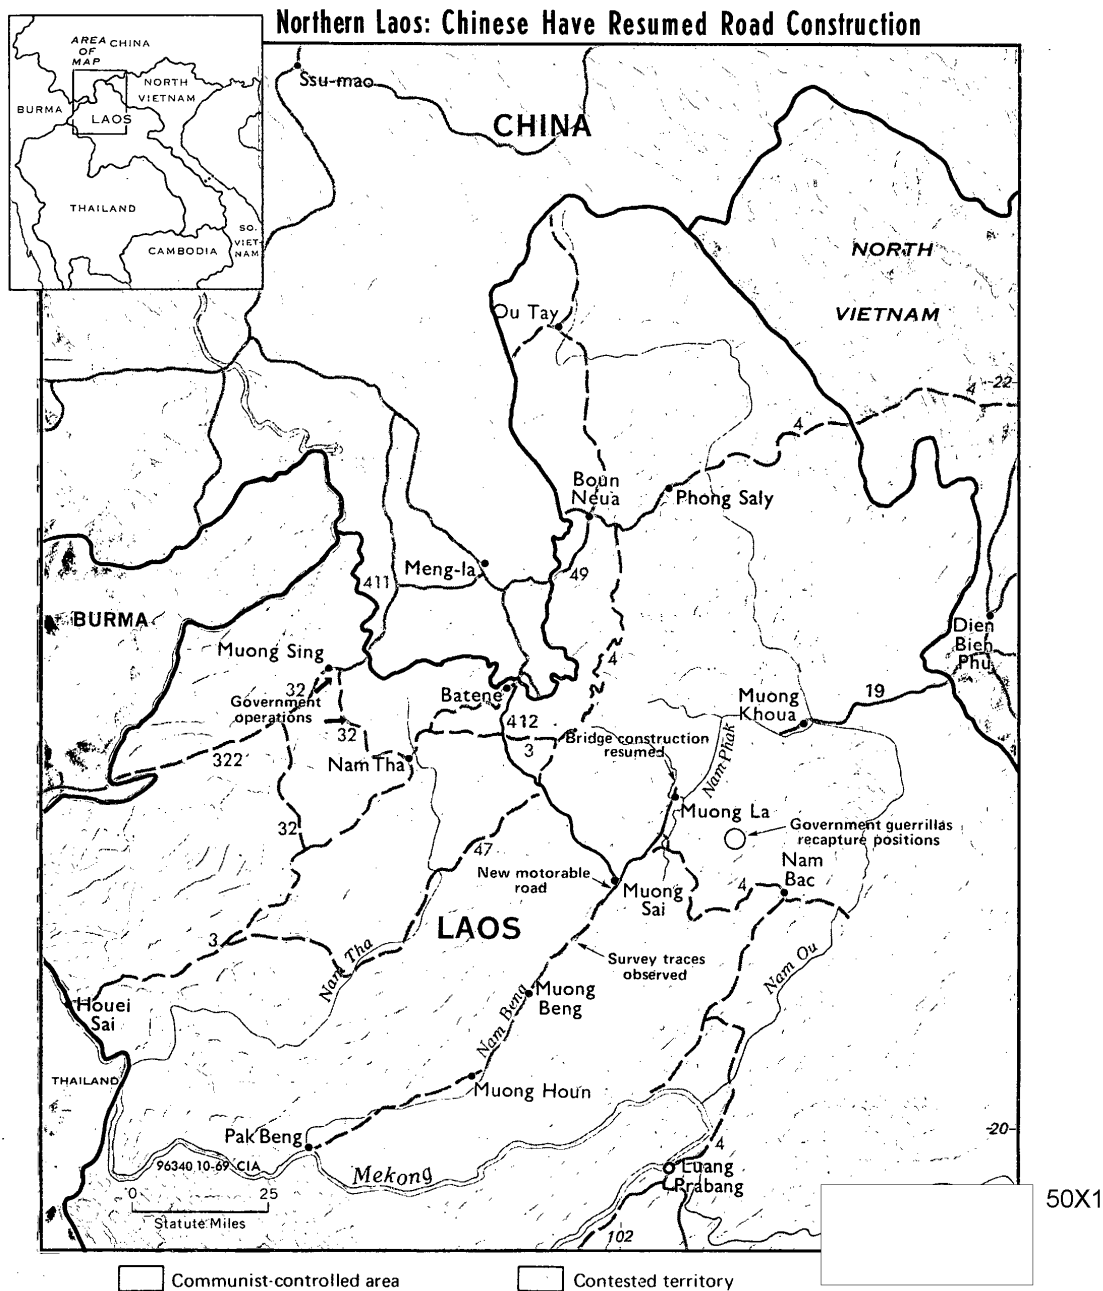 Northern Laos: Chinese Have Resumed Road Construction
AREA
OF
MAP
CHINA
NORTH
VIETNAM
BURMA
LAOS
THAILAND
CAMBODIA
SO.
VIET
NAM
Ssu-mao
CHINA
NORTH
VIETNAM
Ou Tay
4
22
4
Boun
Neua
Phong Saly
Meng-la
49
411
BURMA
Dien
Bien
Phu
Muong Sing
4
32
Government
operations
Batene
Muong
Khoua
19
412
32
3
Bridge construction
resumed
Nam Phak
322
Nam Tha
Muong La
Government guerrillas
recapture positions
32
47
Nam
Bac
New motorable
road
4
Muong
Sai
LAOS
3
Nam Tha
Survey traces
observed
Nam Ou
Houei
Sai
Muong
Beng
Nam Beng
THAILAND
Muong Houn
Pak Beng
20
4
96340 10-69 CIA
Mekong
Luang
Prabang
0 25
Statute Miles
102
50X1
Communist-controlled area
Contested territory